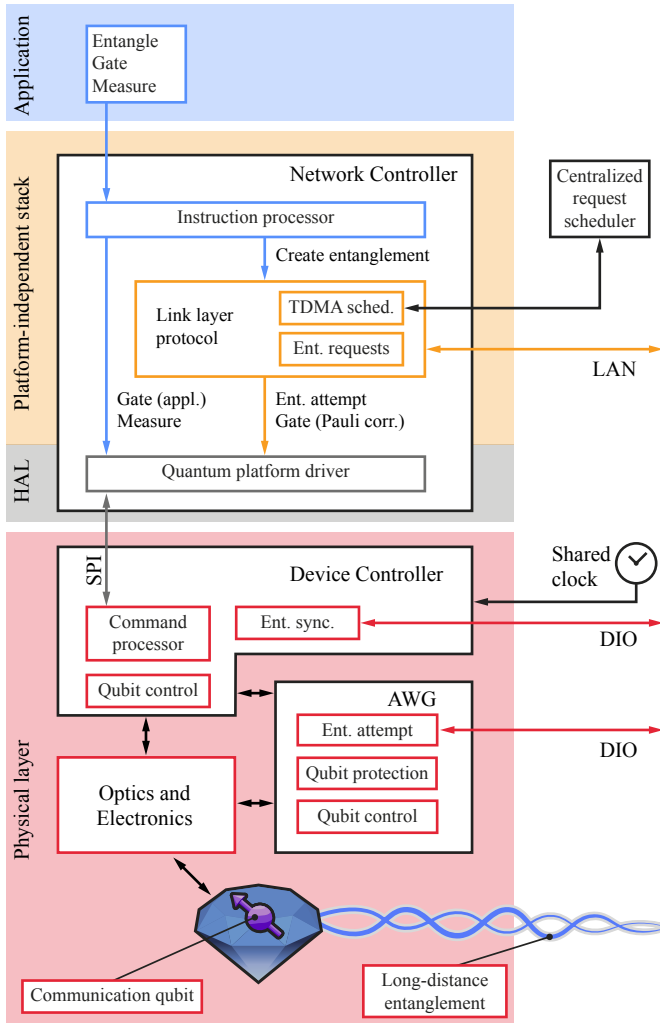 Application
Entangle
Gate
Measure
Platform-independent stack
Network Controller
Centralized
request
scheduler
Instruction processor
Create entanglement
Link layer
protocol
TDMA sched.
Ent. requests
LAN
Gate (appl.)
Measure
Ent. attempt
Gate (Pauli corr.)
HAL
Quantum platform driver
SPI
Physical layer
Device Controller
Shared
clock
Command
processor
Ent. sync.
DIO
Qubit control
AWG
Ent. attempt
DIO
Qubit protection
Qubit control
Optics and
Electronics
Communication qubit
Long-distance
entanglement